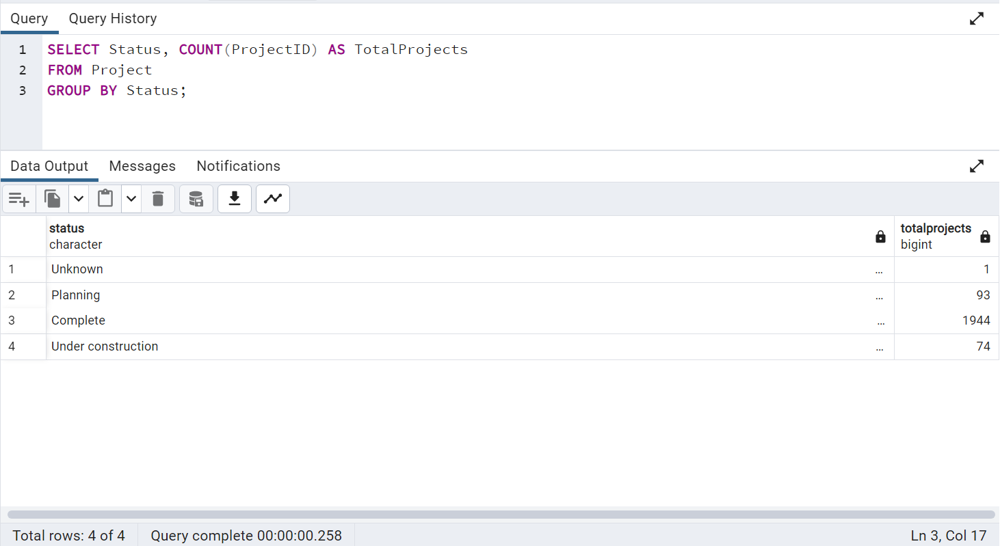 Query Query History
1 SELECT Status, COUNT(ProjectID) AS TotalProjects
2 FROM Project
3 GROUP BY Status;
Data Output Messages Notifications
status totalprojects
character bigint
1 Unknown ... 1
2 Planning ... 93
3 Complete ... 1944
4 Under construction ... 74
Total rows: 4 of 4 Query complete 00:00:00.258 Ln 3, Col 17